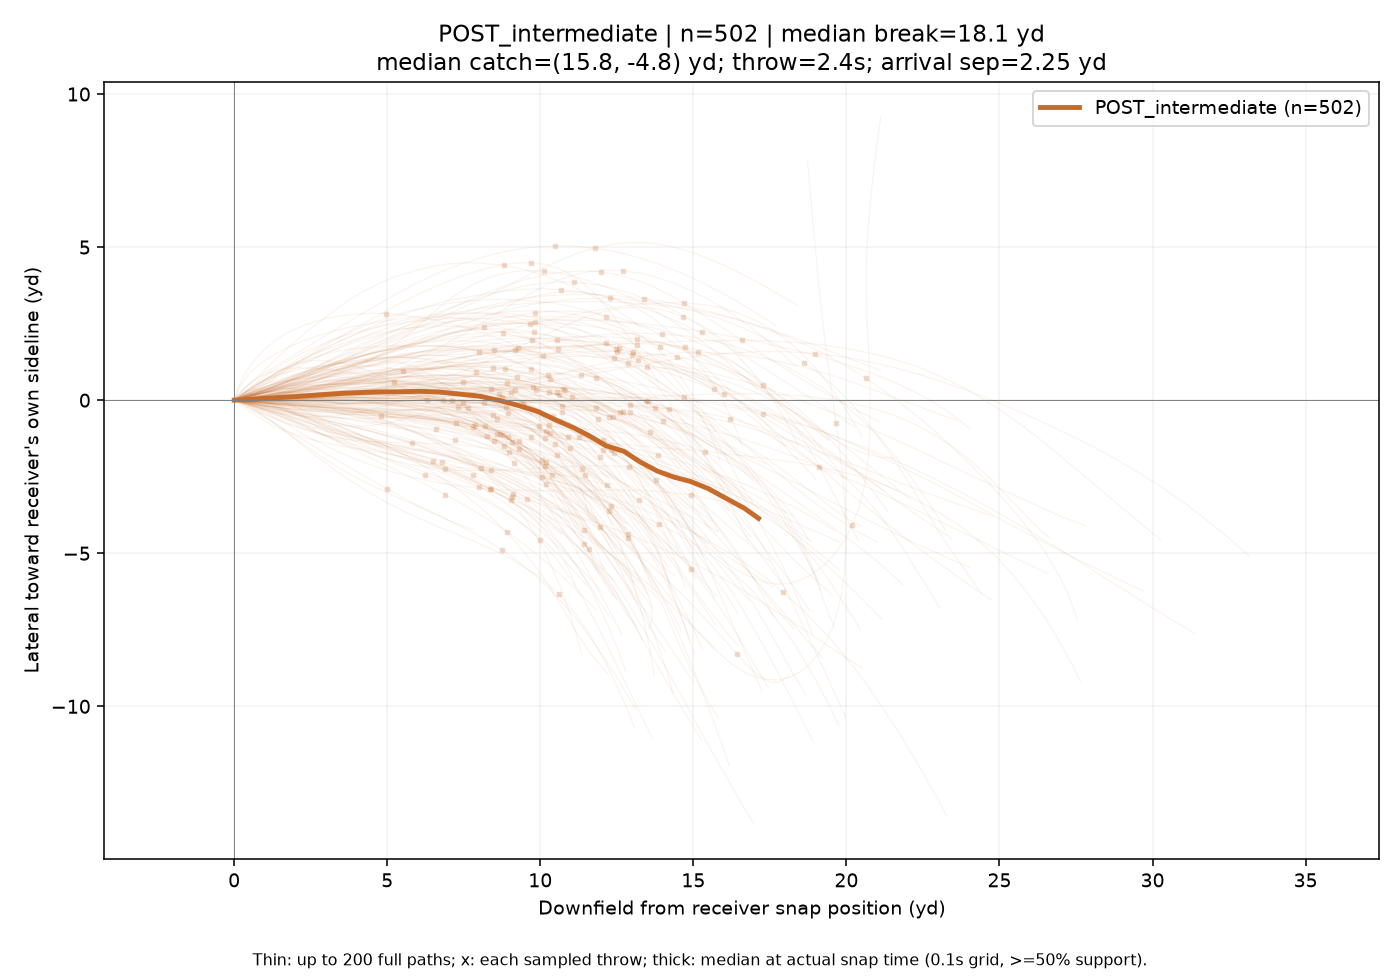 POST_intermediate | n=502 | median break=18.1 yd
median catch=(15.8, -4.8) yd; throw=2.4s; arrival sep=2.25 yd
POST_intermediate (n=502)
10
5
0
−5
−10
Lateral toward receiver's own sideline (yd)
0 5 10 15 20 25 30 35
Downfield from receiver snap position (yd)
Thin: up to 200 full paths; x: each sampled throw; thick: median at actual snap time (0.1s grid, >=50% support).